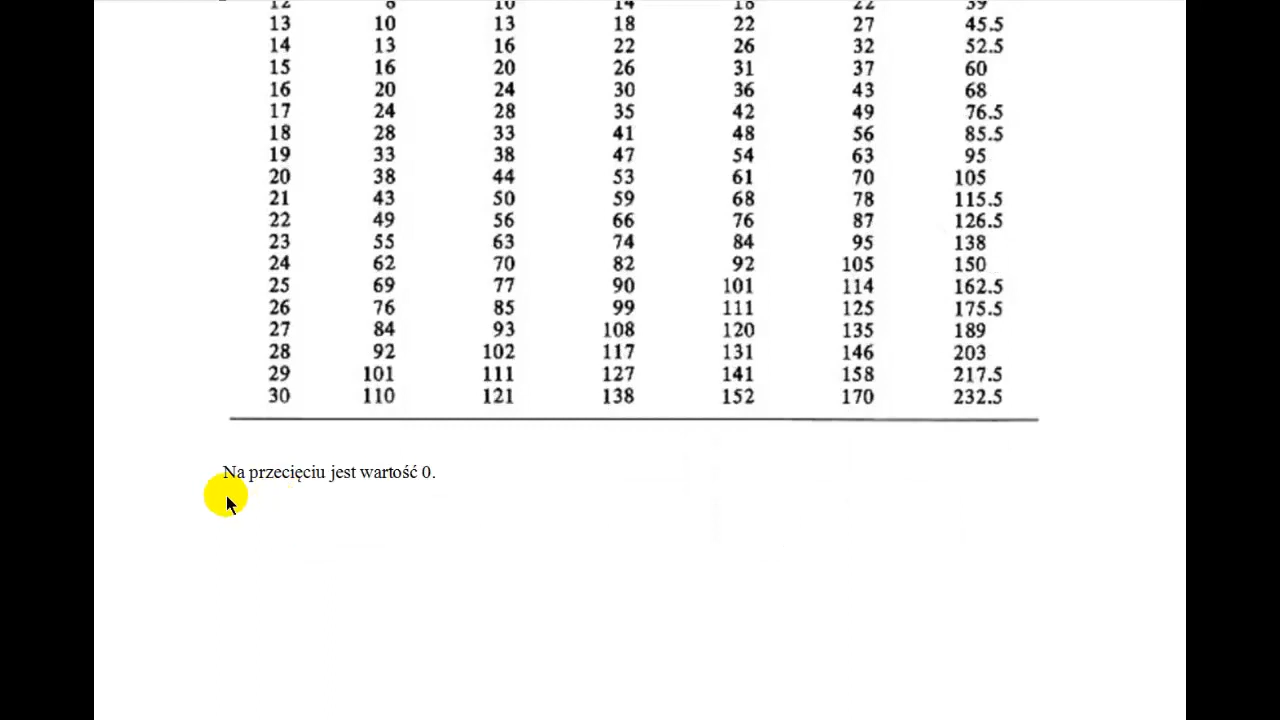 12 8 10 14 18 22 39
13 10 13 18 22 27 45.5
14 13 16 22 26 32 52.5
15 16 20 26 31 37 60
16 20 24 30 36 43 68
17 24 28 35 42 49 76.5
18 28 33 41 48 56 85.5
19 33 38 47 54 63 95
20 38 44 53 61 70 105
21 43 50 59 68 78 115.5
22 49 56 66 76 87 126.5
23 55 63 74 84 95 138
24 62 70 82 92 105 150
25 69 77 90 101 114 162.5
26 76 85 99 111 125 175.5
27 84 93 108 120 135 189
28 92 102 117 131 146 203
29 101 111 127 141 158 217.5
30 110 121 138 152 170 232.5
Na przecięciu jest wartość 0.